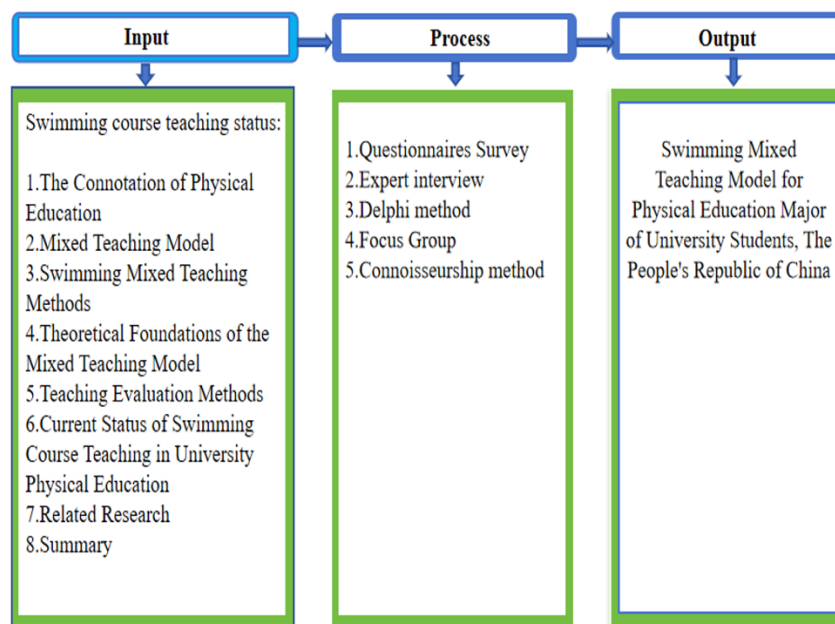 Input
Process
Output
Swimming course teaching status:
1.The Connotation of Physical
Education
2.Mixed Teaching Model
3.Swimming Mixed Teaching
Methods
4.Theoretical Foundations of the
Mixed Teaching Model
5.Teaching Evaluation Methods
6.Current Status of Swimming
Course Teaching in University
Physical Education
7.Related Research
8.Summary
1.Questionnaires Survey
2.Expert interview
3.Delphi method
4.Focus Group
5.Connoisseurship method
Swimming Mixed
Teaching Model for
Physical Education Major
of University Students, The
People's Republic of China